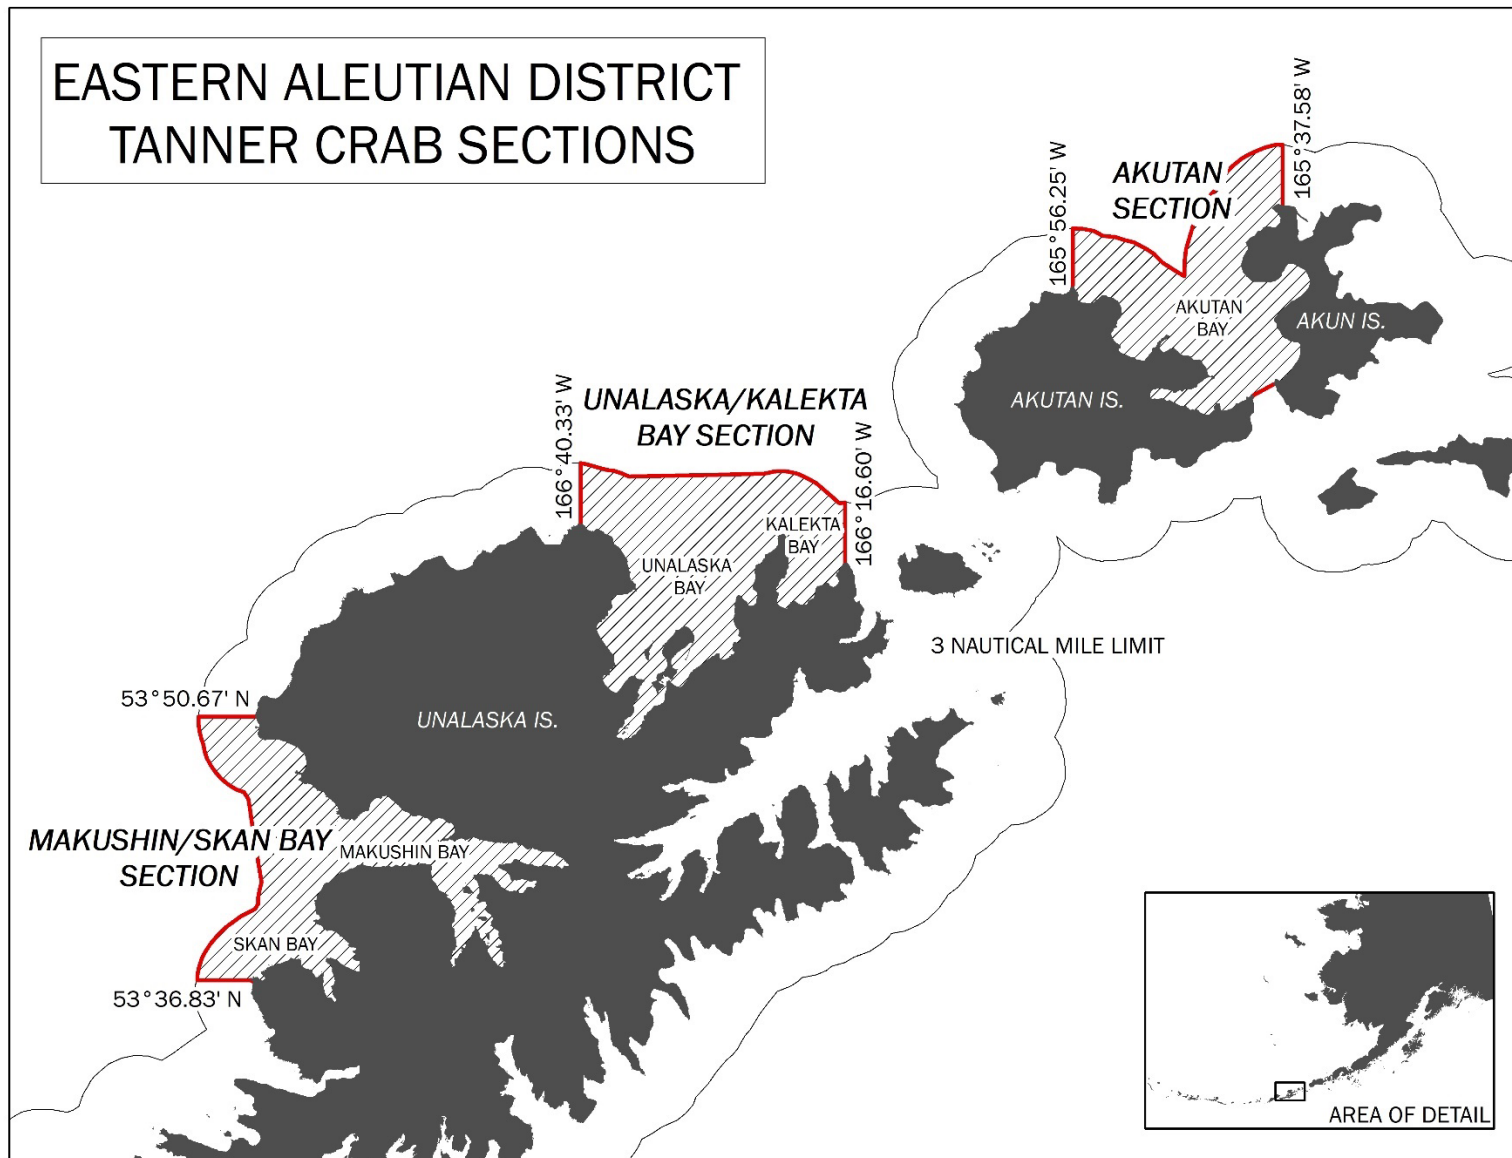 EASTERN ALEUTIAN DISTRICT
TANNER CRAB SECTIONS
165°37.58' W
165°56.25' W
AKUTAN
SECTION
AKUTAN
BAY
AKUN IS.
AKUTAN IS.
166°40.33' W
UNALASKA/KALEKTA
BAY SECTION
166°16.60' W
KALEKTA
BAY
UNALASKA
BAY
3 NAUTICAL MILE LIMIT
53°50.67' N
UNALASKA IS.
MAKUSHIN/SKAN BAY
SECTION
MAKUSHIN BAY
SKAN BAY
53°36.83' N
AREA OF DETAIL